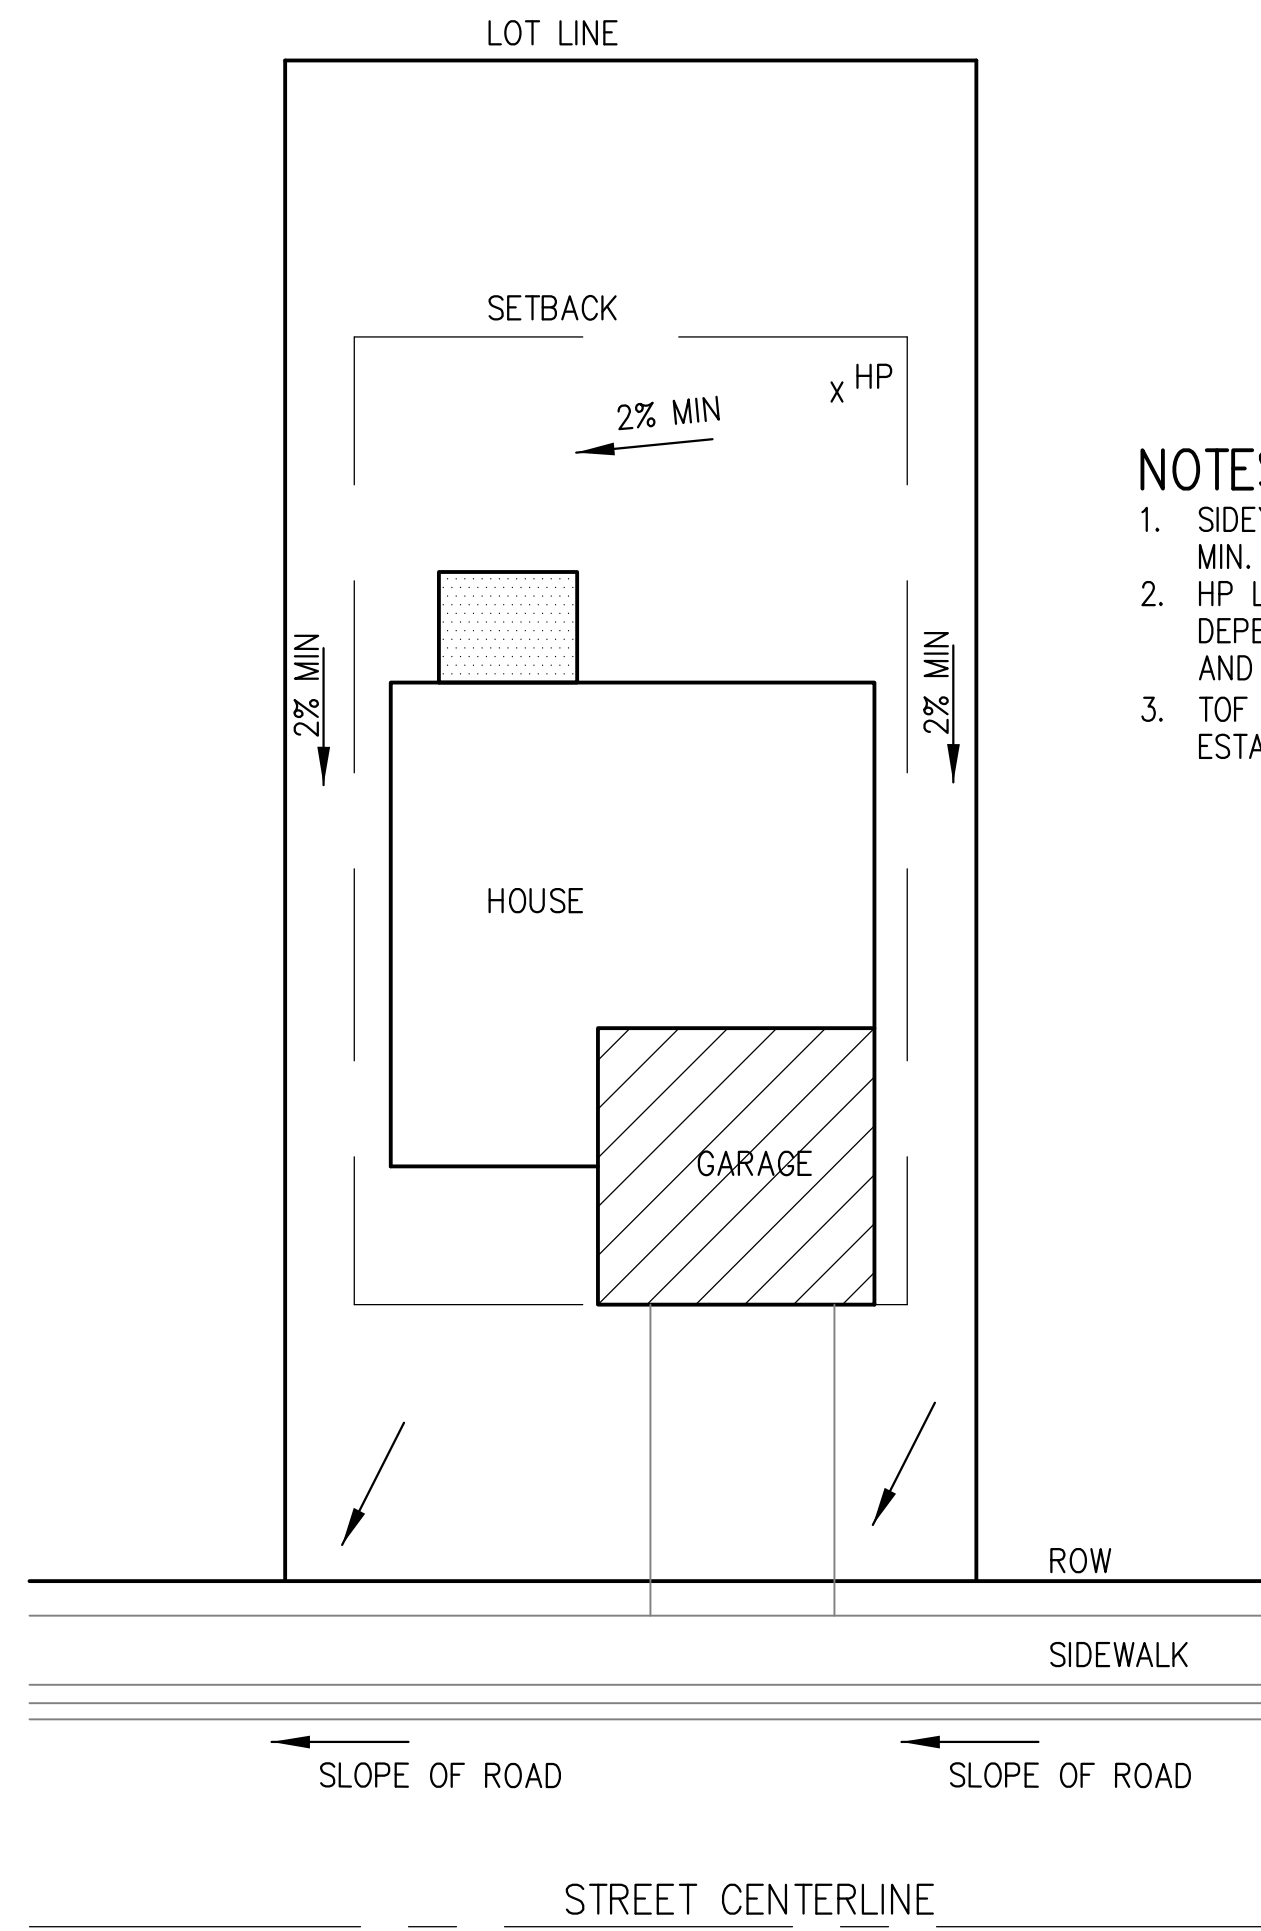 LOT LINE
SETBACK
HP
2% MIN
2% MIN
2% MIN
HOUSE
GARAGE
ROW
SIDEWALK
SLOPE OF ROAD
SLOPE OF ROAD
STREET CENTERLINE
1.
MIN.
2. HP
AND
3. TOF